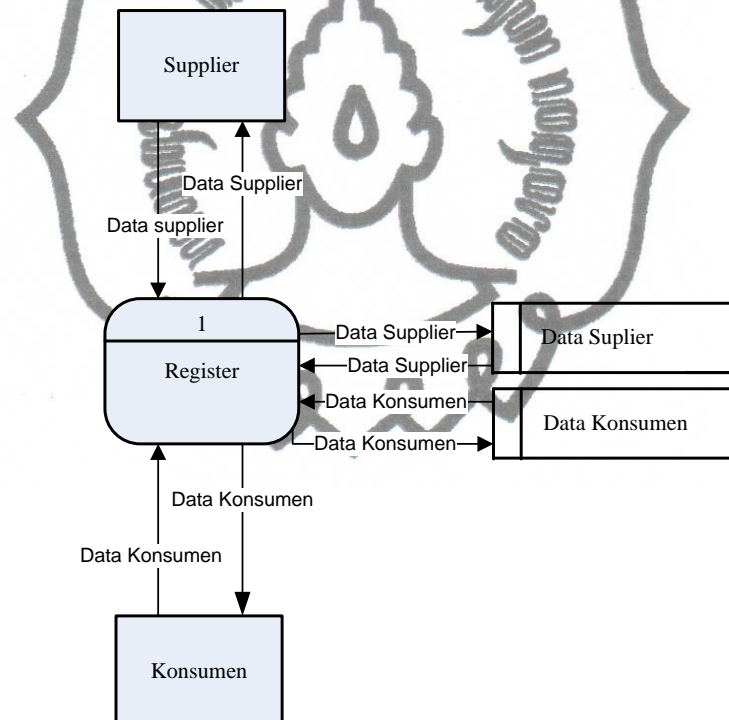 Supplier
Data Supplier
Data supplier
1
Register
Data Supplier
Data Suplier
Data Supplier
Data Konsumen
Data Konsumen
Data Konsumen
Data Konsumen
Data Konsumen
Konsumen